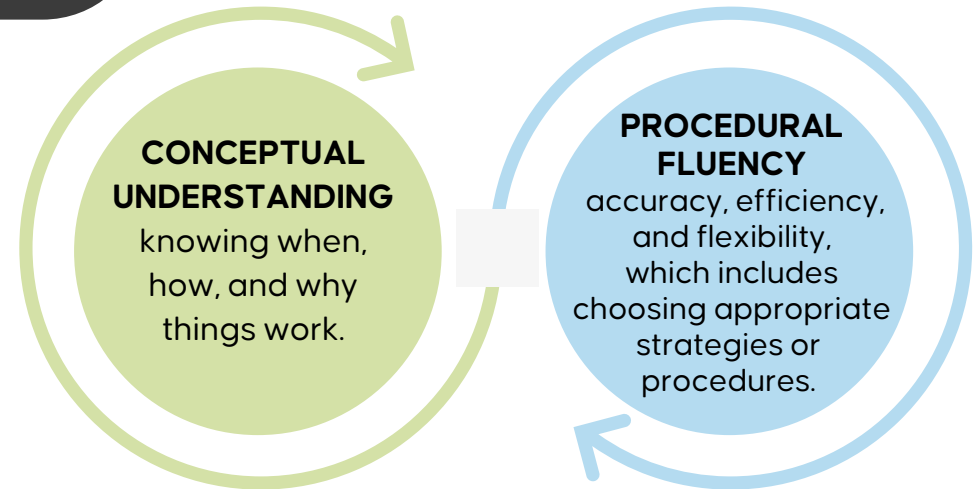 CONCEPTUAL
UNDERSTANDING
knowing when,
how, and why
things work.
PROCEDURAL
FLUENCY
accuracy, efficiency,
and flexibility,
which includes
choosing appropriate
strategies or
procedures.